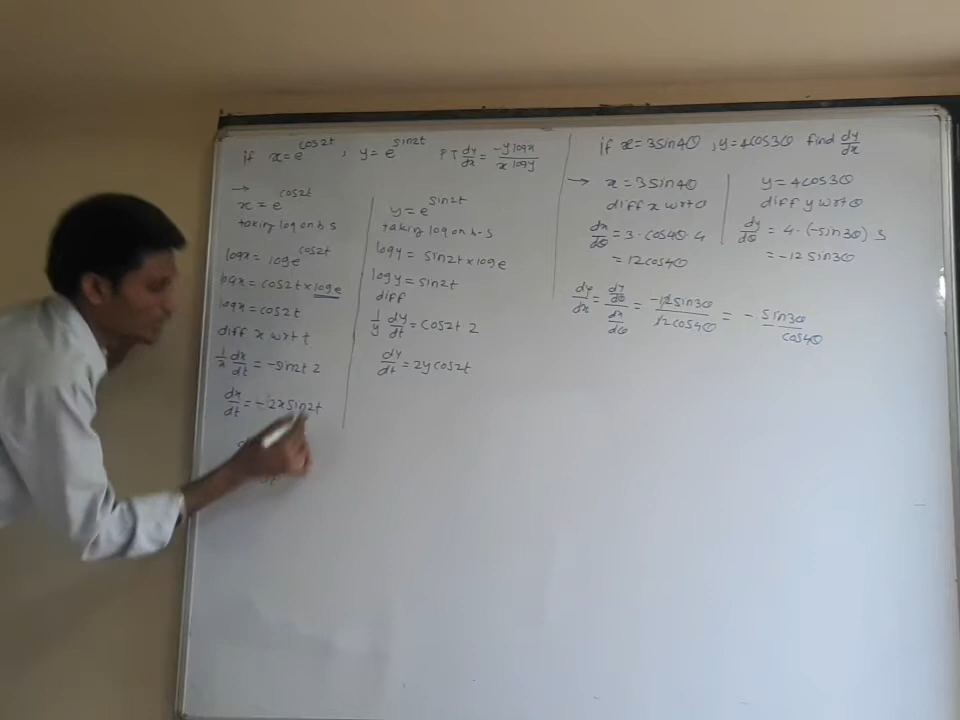 if x=e^cos2t , y=e^sin2t PT dy/dx = -y logx / x logy
→ x=e^cos2t
taking log on b s
logx = loge^cos2t
logx = cos2t x loge
logx = cos2t
diff x wrt t
1/x dx/dt = -sin2t 2
dx/dt = -2xsin2t
y=e^sin2t
taking log on b-s
logy = sin2t x loge
logy = sin2t
diff
1/y dy/dt = cos2t 2
dy/dt = 2y cos2t
if x=3sin4θ , y=4cos3θ find dy/dx
→ x = 3sin4θ
diff x wrt θ
dx/dθ = 3·cos4θ·4
= 12cos4θ
y=4cos3θ
diff y wrt θ
dy/dθ = 4·(-sin3θ) 3
= -12 sin3θ
dy/dx = dy/dθ / dx/dθ = -12sin3θ / 12cos4θ = - sin3θ / cos4θ